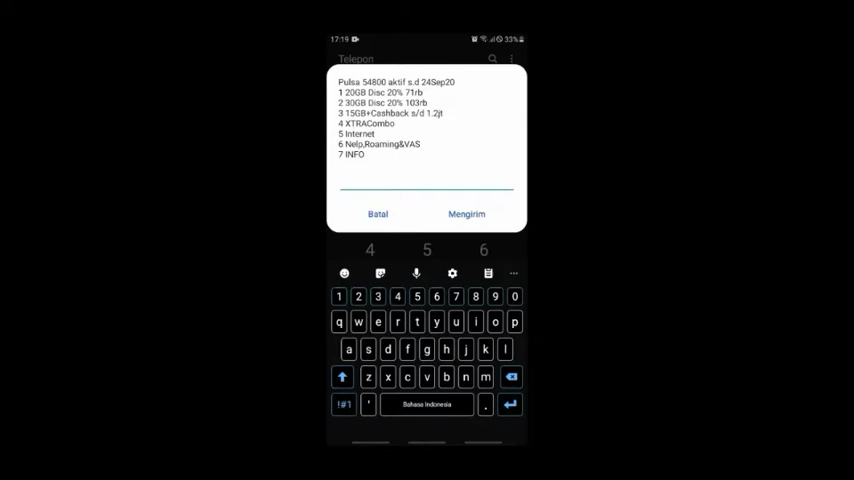 17:19
33%
Telepon
Pulsa 54800 aktif s.d 24Sep20
1 20GB Disc 20% 71rb
2 30GB Disc 20% 103rb
3 15GB+Cashback s/d 1.2jt
4 XTRACombo
5 Internet
6 Nelp,Roaming&VAS
7 INFO
Batal Mengirim
4 5 6
1 2 3 4 5 6 7 8 9 0
q w e r t y u i o p
a s d f g h j k l
z x c v b n m
!#1 ' Bahasa Indonesia .